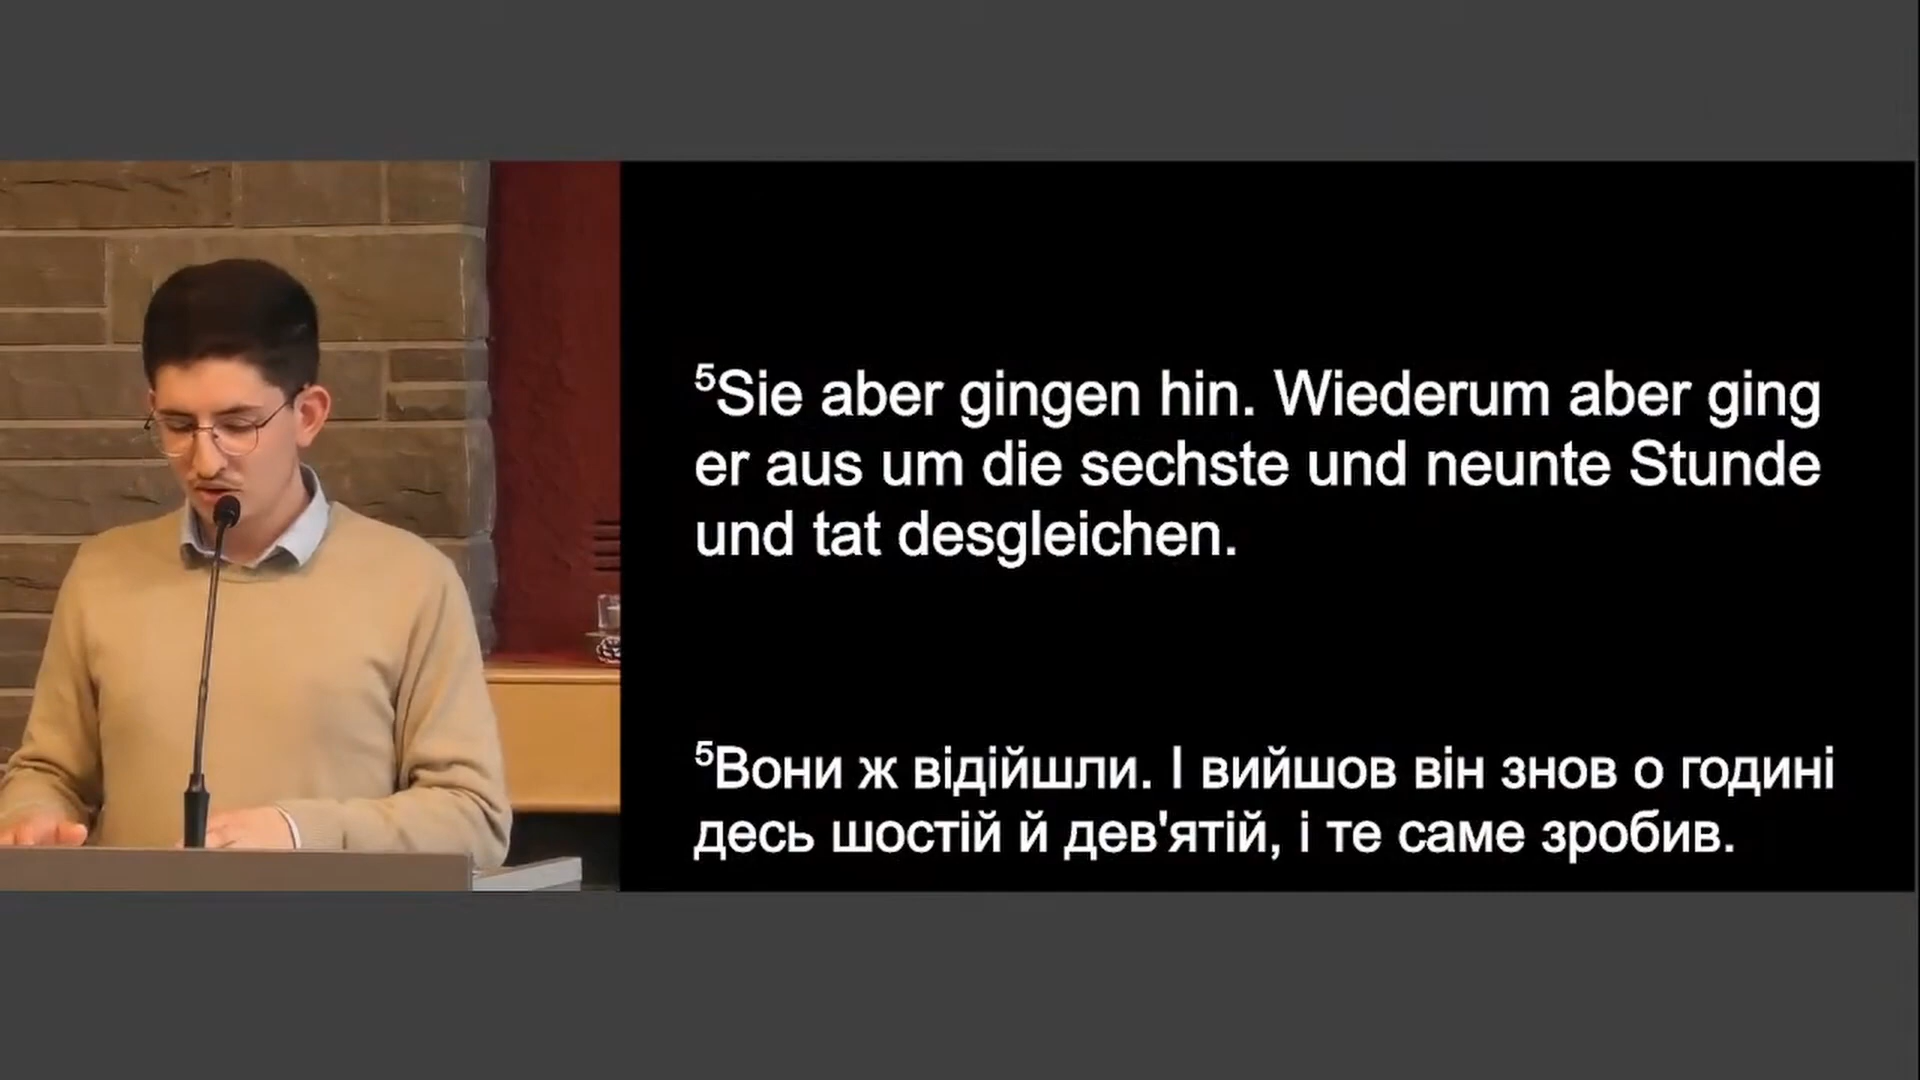 ⁵Sie aber gingen hin. Wiederum aber ging
er aus um die sechste und neunte Stunde
und tat desgleichen.
⁵Вони ж відійшли. І вийшов він знов о годині
десь шостій й дев'ятій, і те саме зробив.